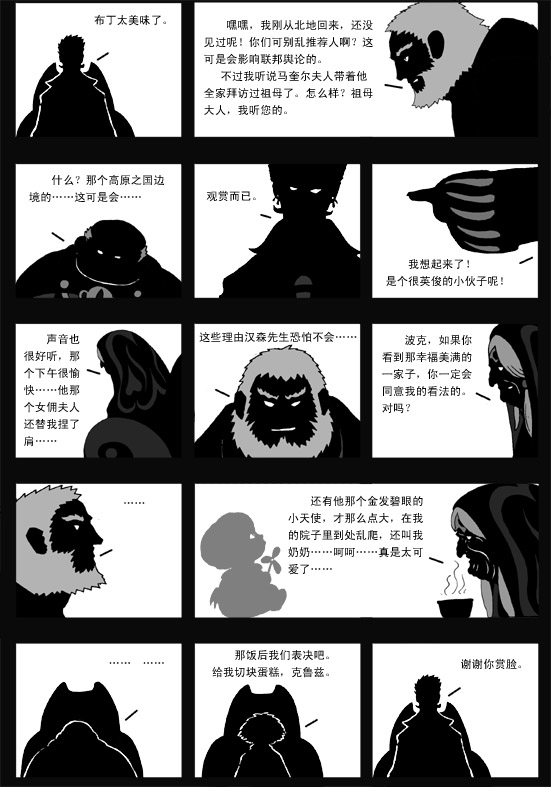 布丁太美味了。
嘿嘿，我刚从北地回来，还没
见过呢！你们可别乱推荐人啊？这
可是会影响联邦舆论的。
不过我听说马奎尔夫人带着他
全家拜访过祖母了。怎么样？祖母
大人，我听您的。
什么？那个高原之国边
境的……这可是会……
观赏而已。
我想起来了！
是个很英俊的小伙子呢！
声音也
很好听，那
个下午很愉
快……他那
个女佣夫人
还替我捏了
肩……
这些理由汉森先生恐怕不会……
波克，如果你
看到那幸福美满的
一家子，你一定会
同意我的看法的。
对吗？
……
还有他那个金发碧眼的
小天使，才那么点大，在我
的院子里到处乱爬，还叫我
奶奶……呵呵……真是太可
爱了……
…… ……
那饭后我们表决吧。
给我切块蛋糕，克鲁兹。
谢谢你赏脸。